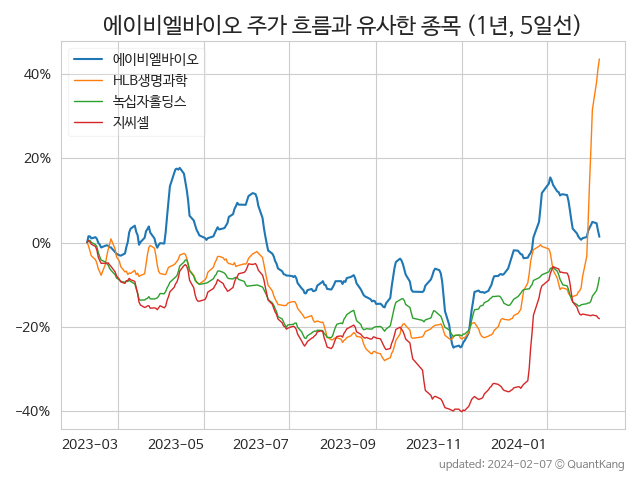 에이비엘바이오 주가 흐름과 유사한 종목 (1년, 5일선)
에이비엘바이오
HLB생명과학
녹십자홀딩스
지씨셀
40%
20%
0%
−20%
−40%
2023-03 2023-05 2023-07 2023-09 2023-11 2024-01
updated: 2024-02-07 © QuantKang